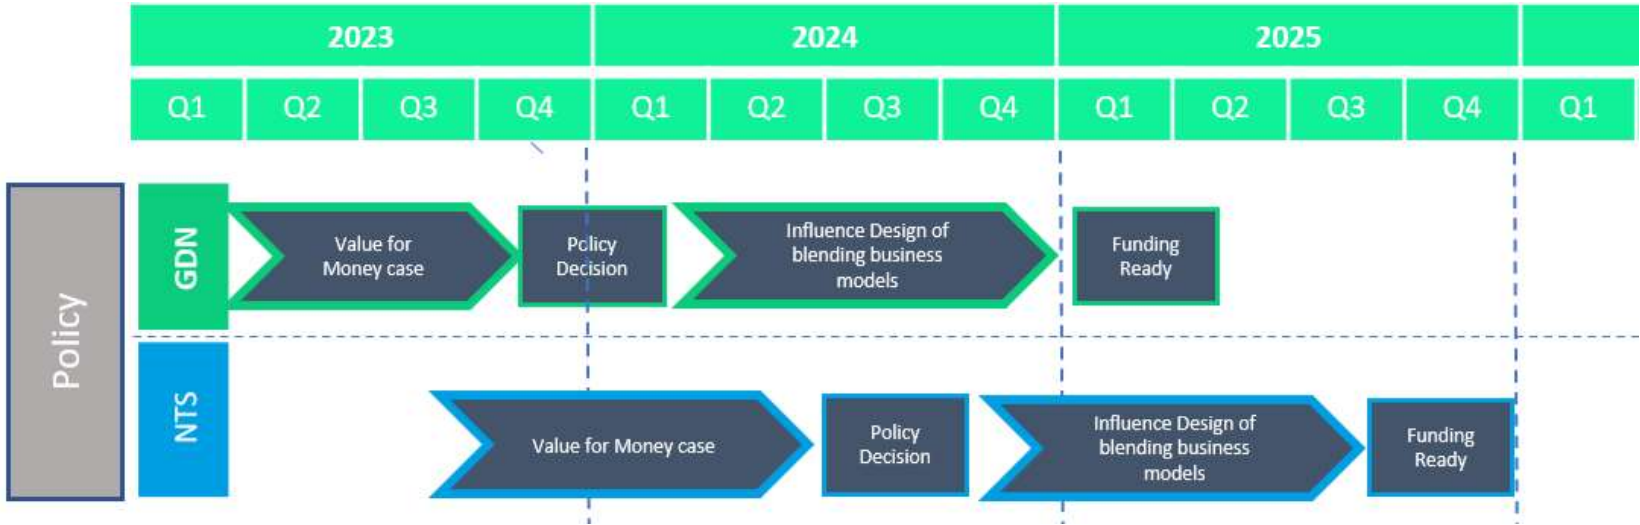 2023 2024 2025
Q1 Q2 Q3 Q4 Q1 Q2 Q3 Q4 Q1 Q2 Q3 Q4 Q1
Policy
GDN
Value for
Money case
Policy
Decision
Influence Design of
blending business
models
Funding
Ready
NTS
Value for Money case
Policy
Decision
Influence Design of
blending business
models
Funding
Ready